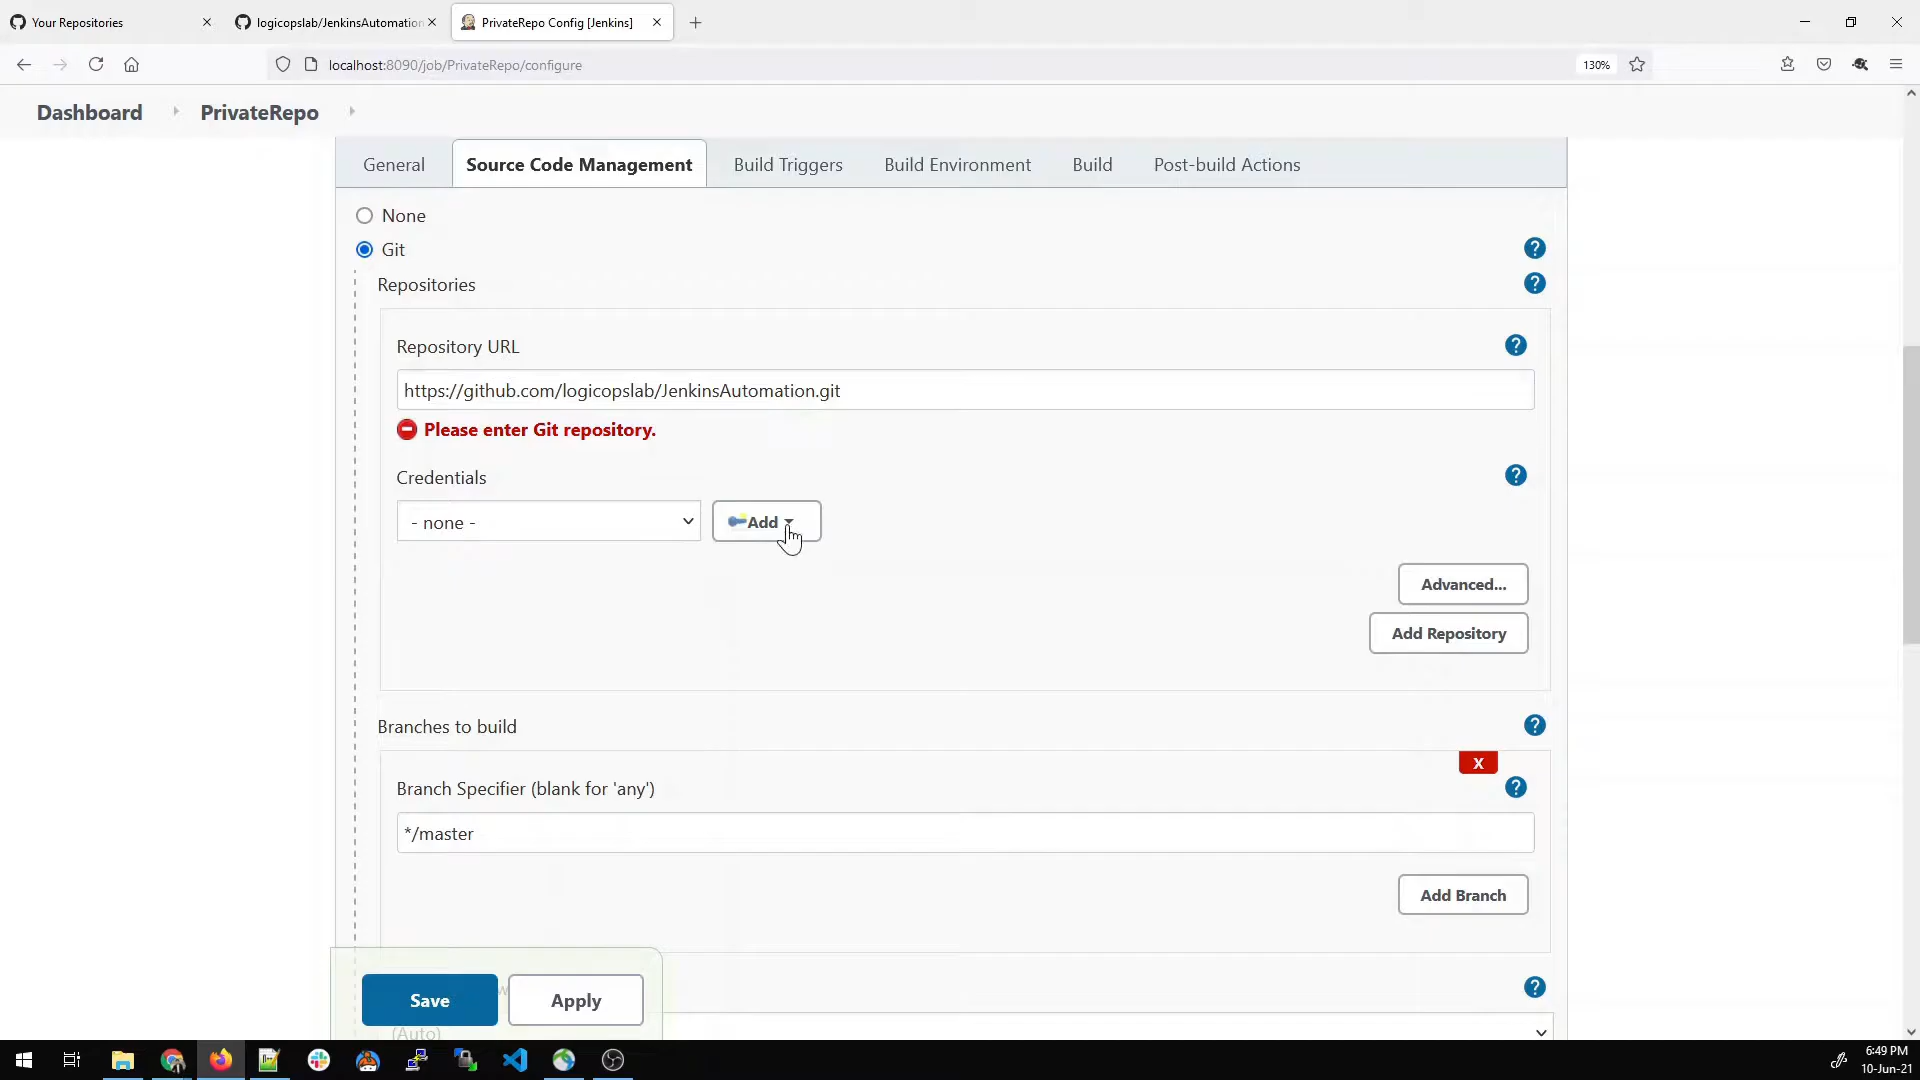 Your Repositories
logicopslab/JenkinsAutomation
PrivateRepo Config [Jenkins]
localhost:8090/job/PrivateRepo/configure
130%
Dashboard
PrivateRepo
General
Source Code Management
Build Triggers
Build Environment
Build
Post-build Actions
None
Git
Repositories
Repository URL
https://github.com/logicopslab/JenkinsAutomation.git
Please enter Git repository.
Credentials
- none -
Add
Advanced...
Add Repository
Branches to build
X
Branch Specifier (blank for 'any')
*/master
Add Branch
Save
Apply
(Auto)
6:49 PM
10-Jun-21